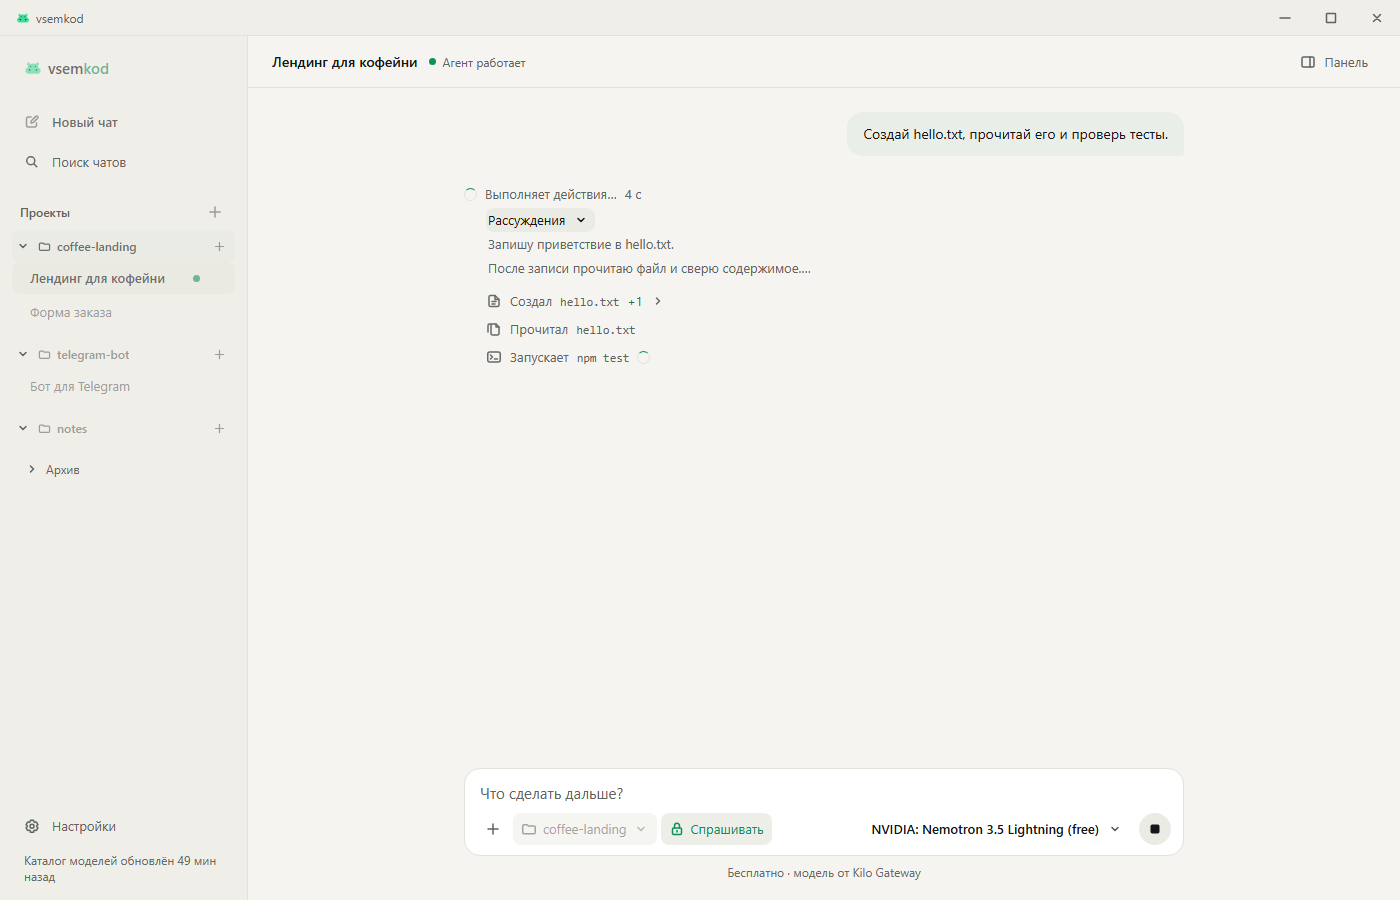 vsemkod
vsemkod
Новый чат
Поиск чатов
Проекты
coffee-landing
Лендинг для кофейни
Форма заказа
telegram-bot
Бот для Telegram
notes
Архив
Настройки
Каталог моделей обновлён 49 мин
назад
Лендинг для кофейни Агент работает
Панель
Создай hello.txt, прочитай его и проверь тесты.
Выполняет действия... 4 с
Рассуждения
Запишу приветствие в hello.txt.
После записи прочитаю файл и сверю содержимое....
Создал hello.txt +1
Прочитал hello.txt
Запускает npm test
Что сделать дальше?
coffee-landing Спрашивать NVIDIA: Nemotron 3.5 Lightning (free)
Бесплатно · модель от Kilo Gateway